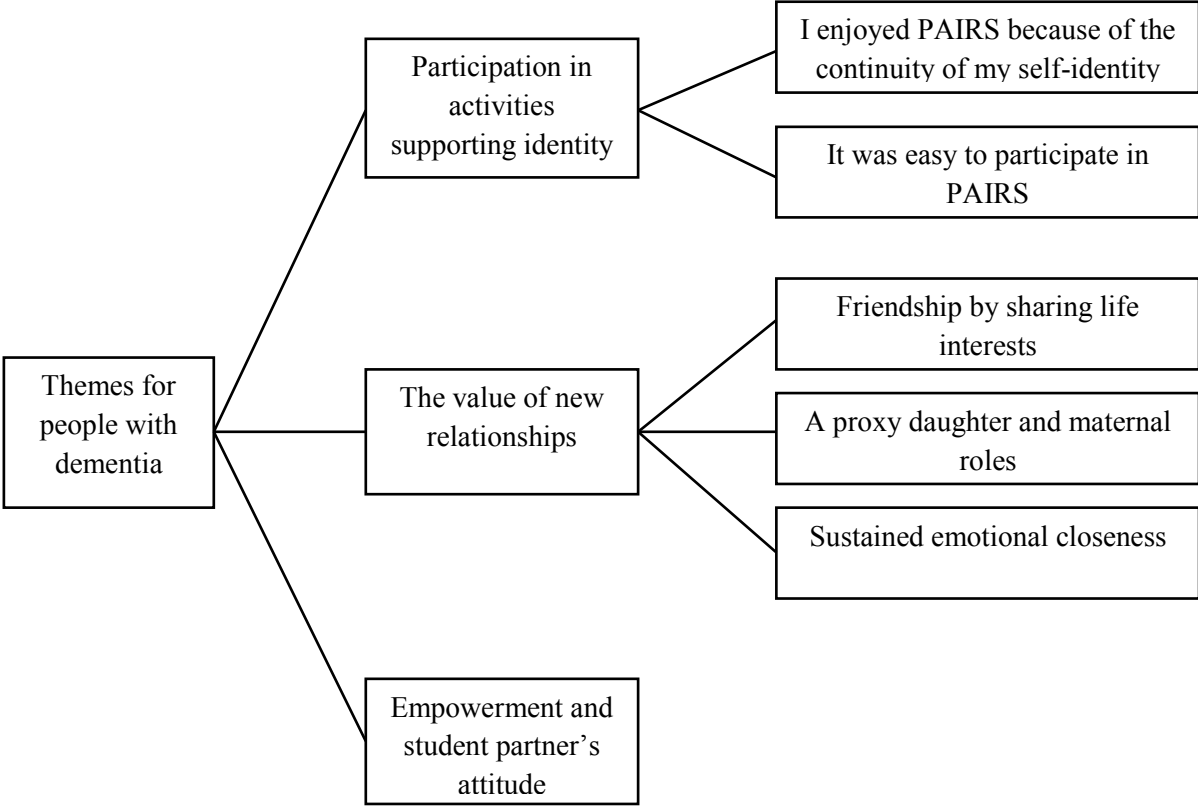 Themes for
people with
dementia
Participation in
activities
supporting identity
I enjoyed PAIRS because of the
continuity of my self-identity
It was easy to participate in
PAIRS
The value of new
relationships
Friendship by sharing life
interests
A proxy daughter and maternal
roles
Sustained emotional closeness
Empowerment and
student partner’s
attitude